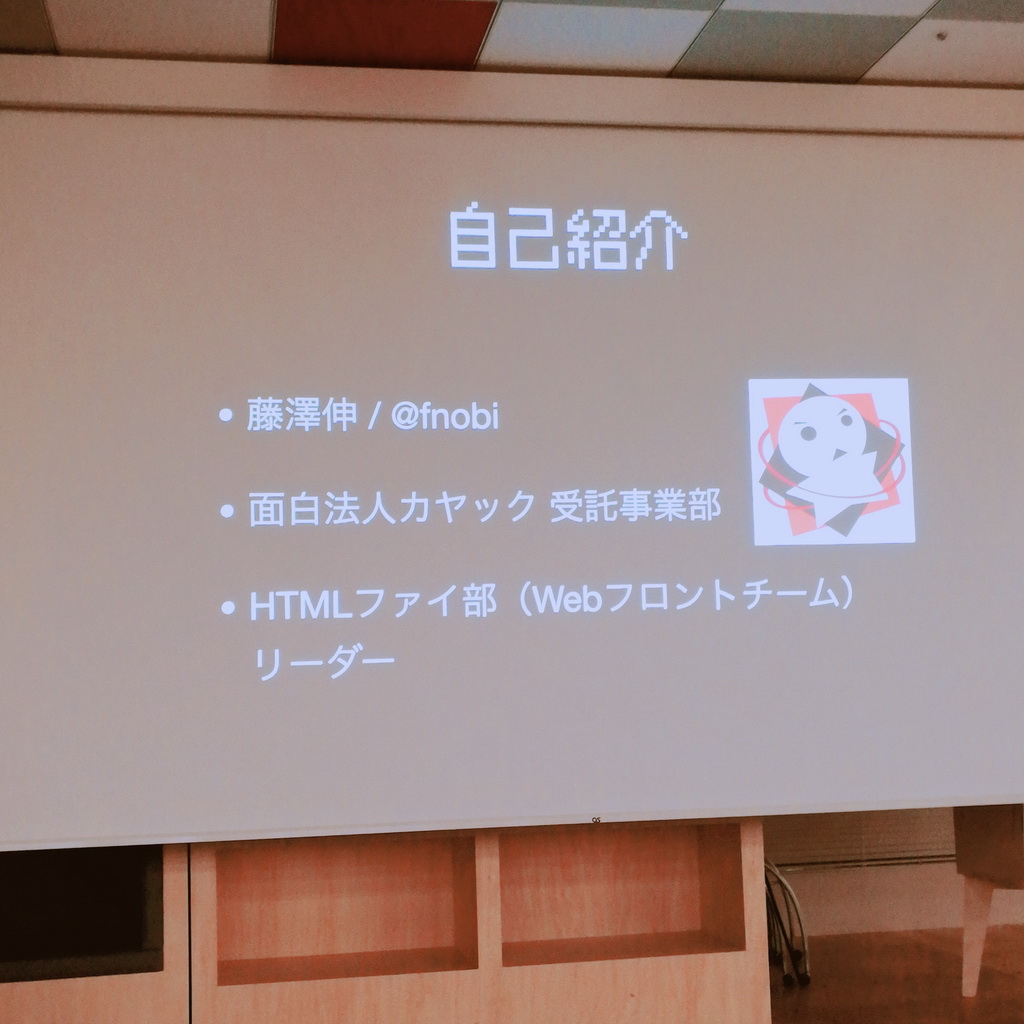 自己紹介
• 藤澤伸 / @fnobi
• 面白法人カヤック 受託事業部
• HTMLファイ部（Webフロントチーム）
リーダー